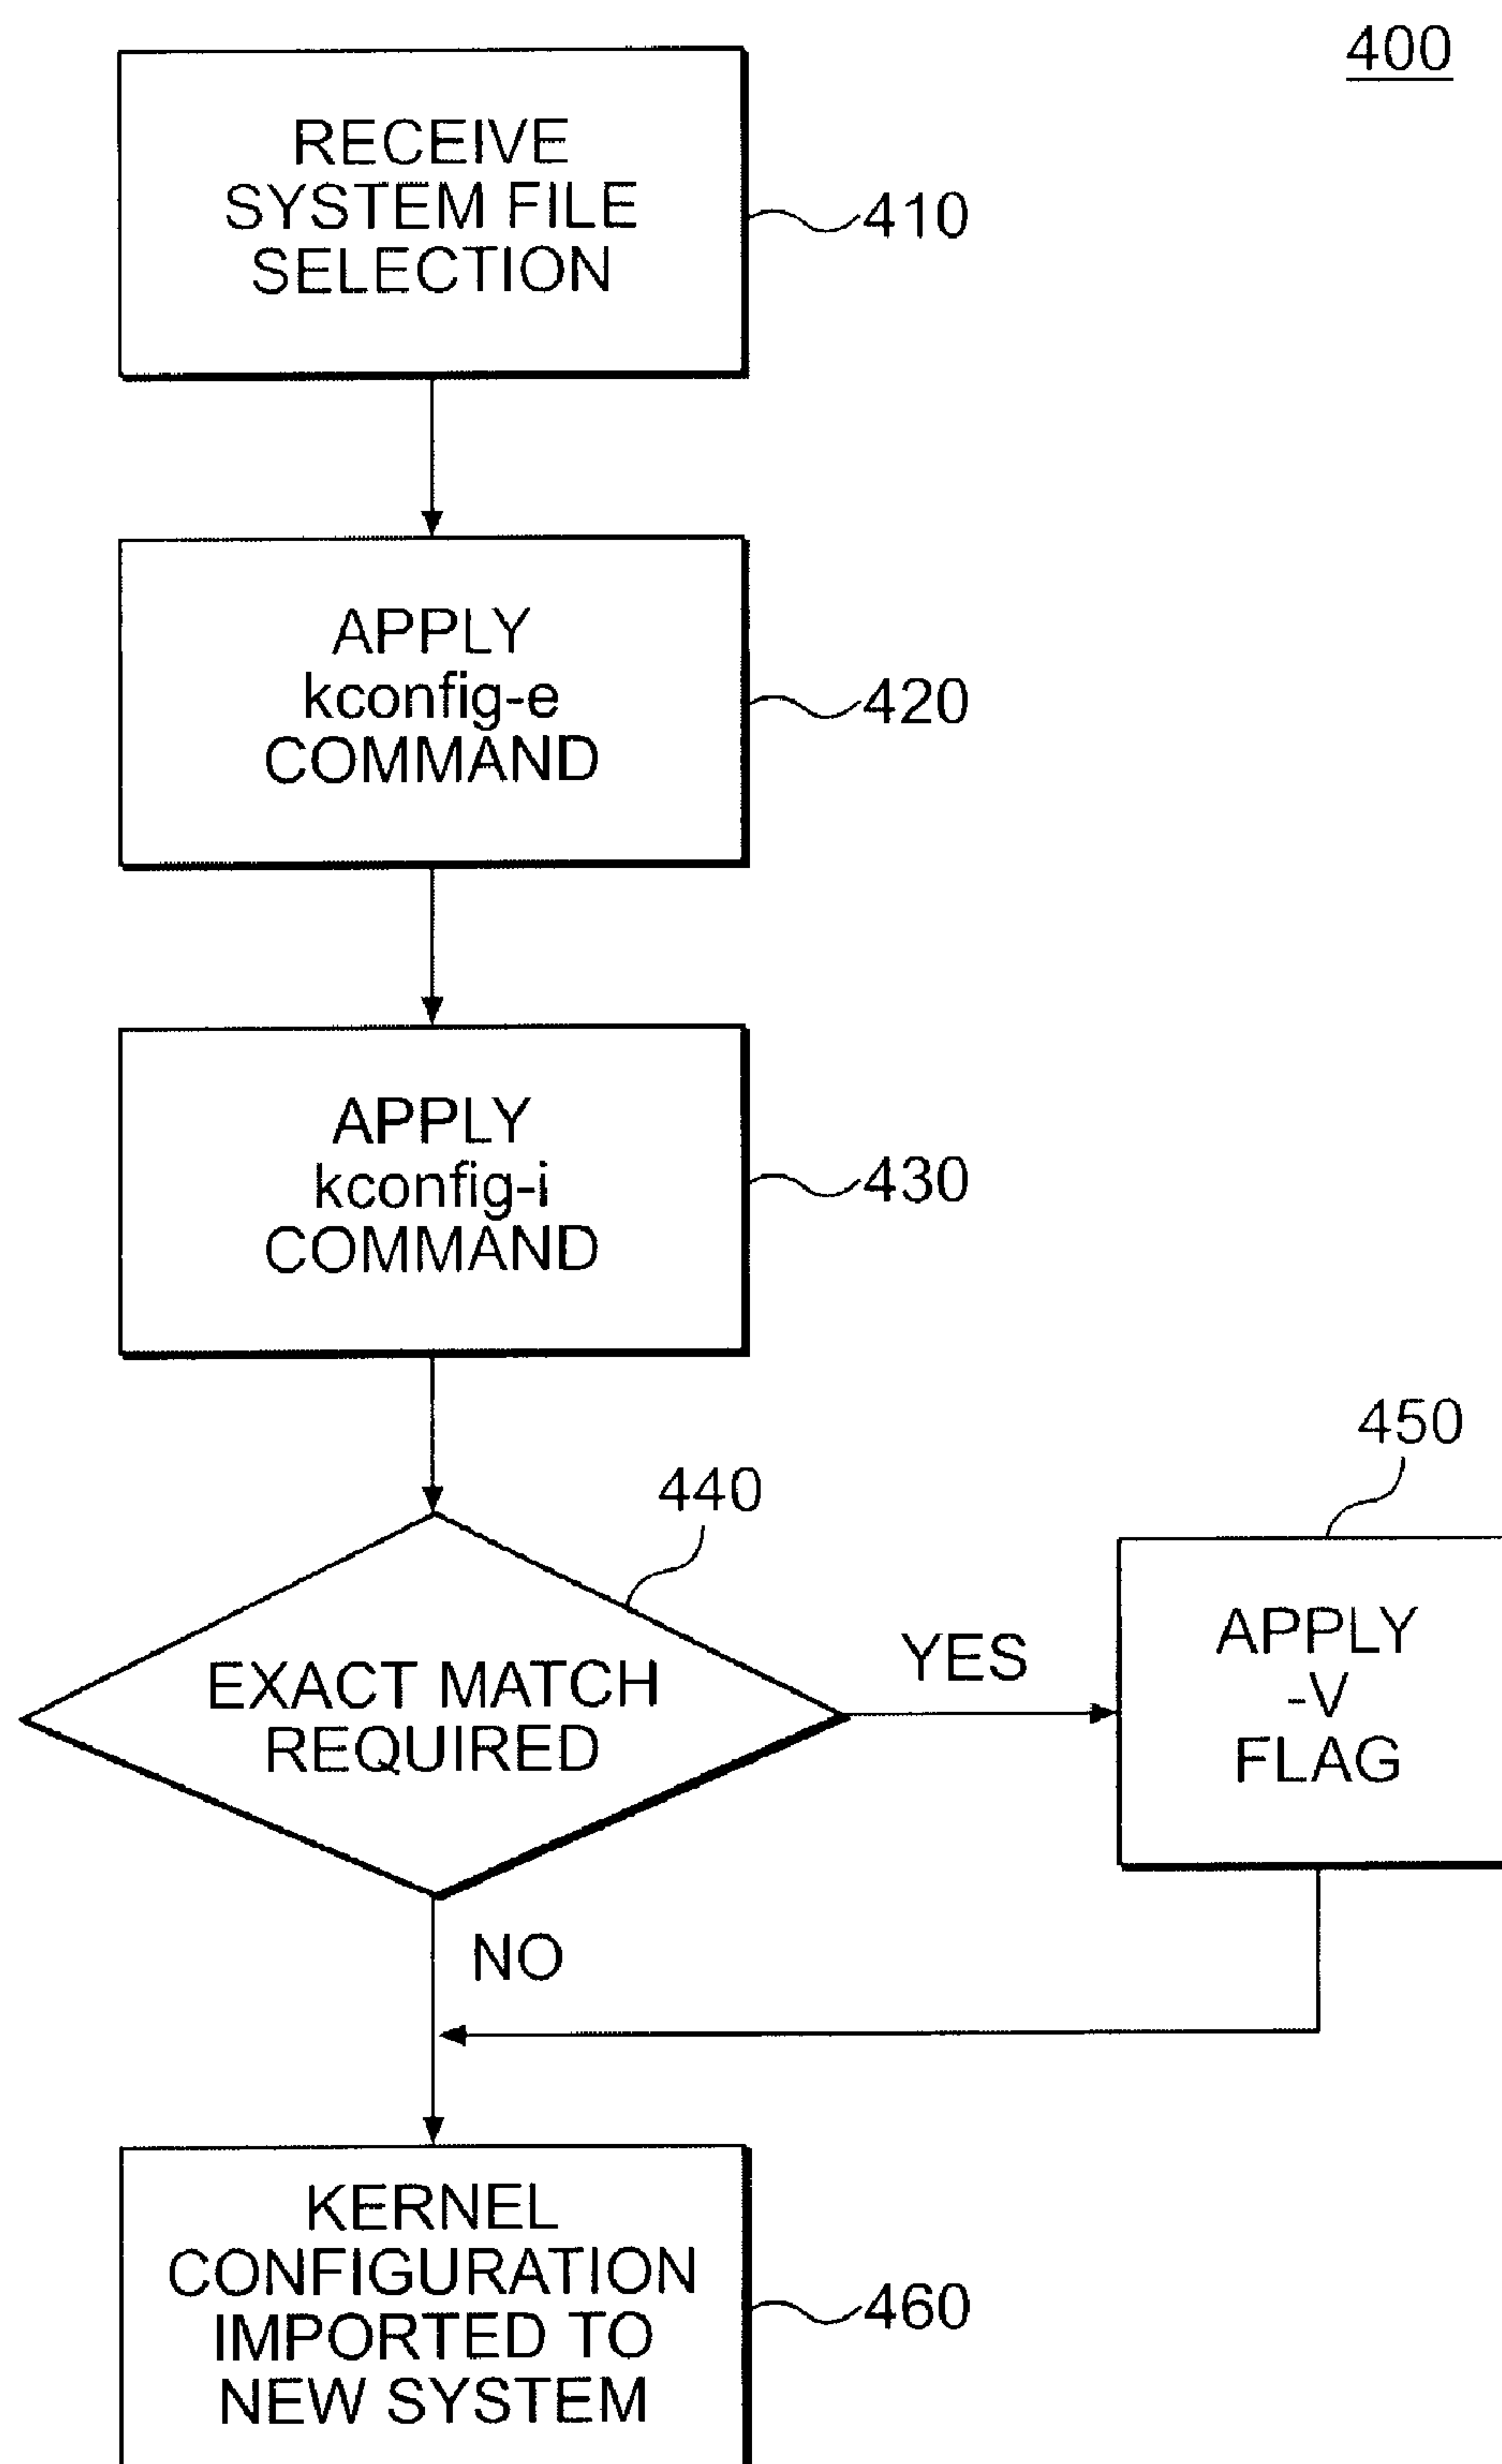 400
RECEIVE
SYSTEM FILE
SELECTION
410
APPLY
kconfig-e
COMMAND
420
APPLY
kconfig-i
COMMAND
430
440
EXACT MATCH
REQUIRED
YES
450
APPLY
-V
FLAG
NO
KERNEL
CONFIGURATION
IMPORTED TO
NEW SYSTEM
460